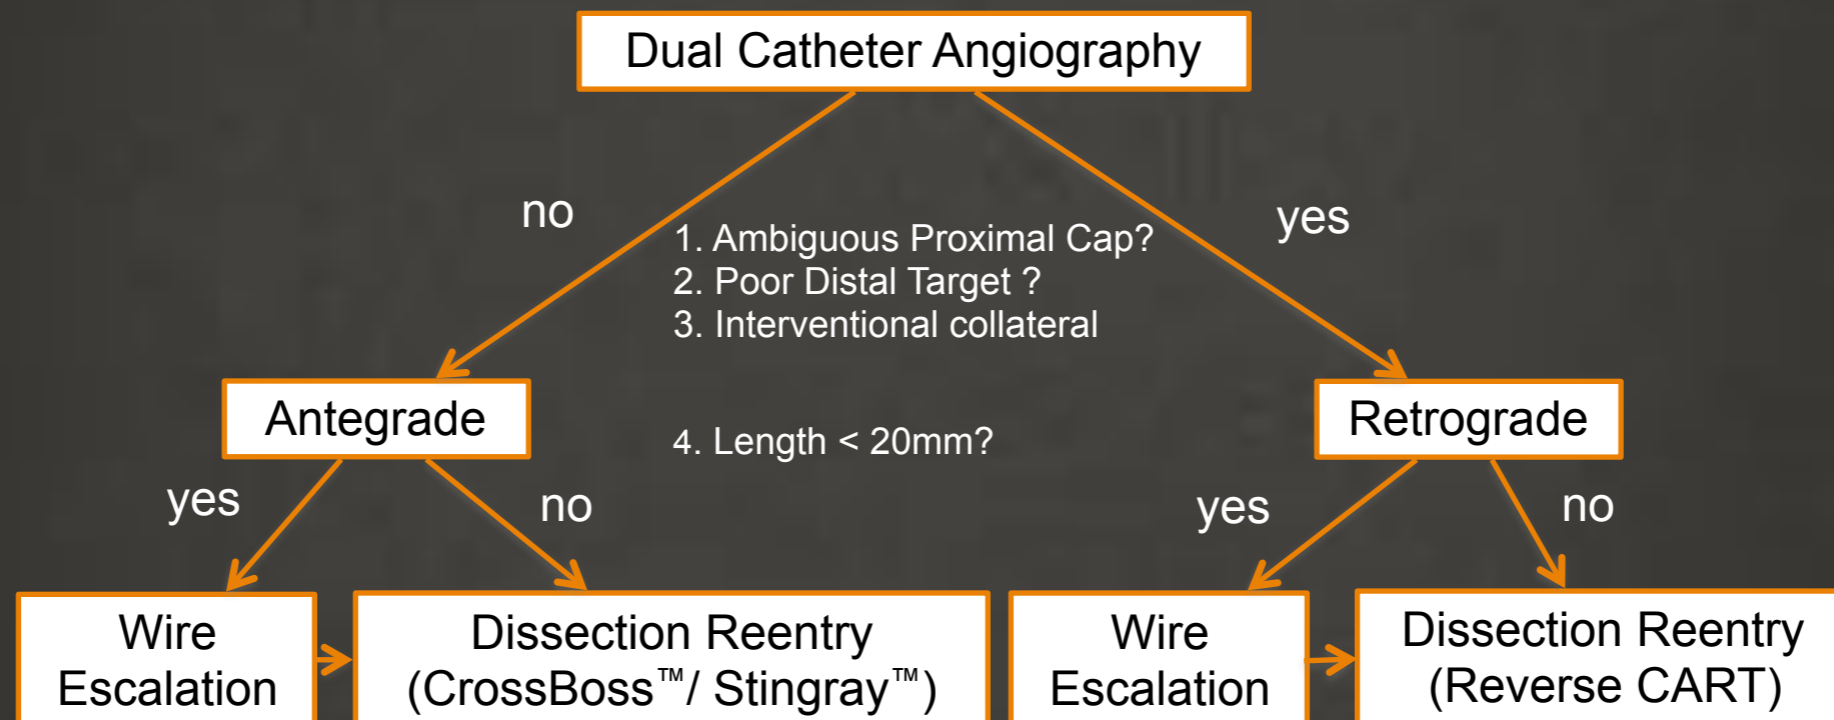 Dual Catheter Angiography
no
yes
1. Ambiguous Proximal Cap?
2. Poor Distal Target ?
3. Interventional collateral
Antegrade
Retrograde
4. Length < 20mm?
yes
no
yes
no
Wire
Escalation
Dissection Reentry
(CrossBoss™/ Stingray™)
Wire
Escalation
Dissection Reentry
(Reverse CART)